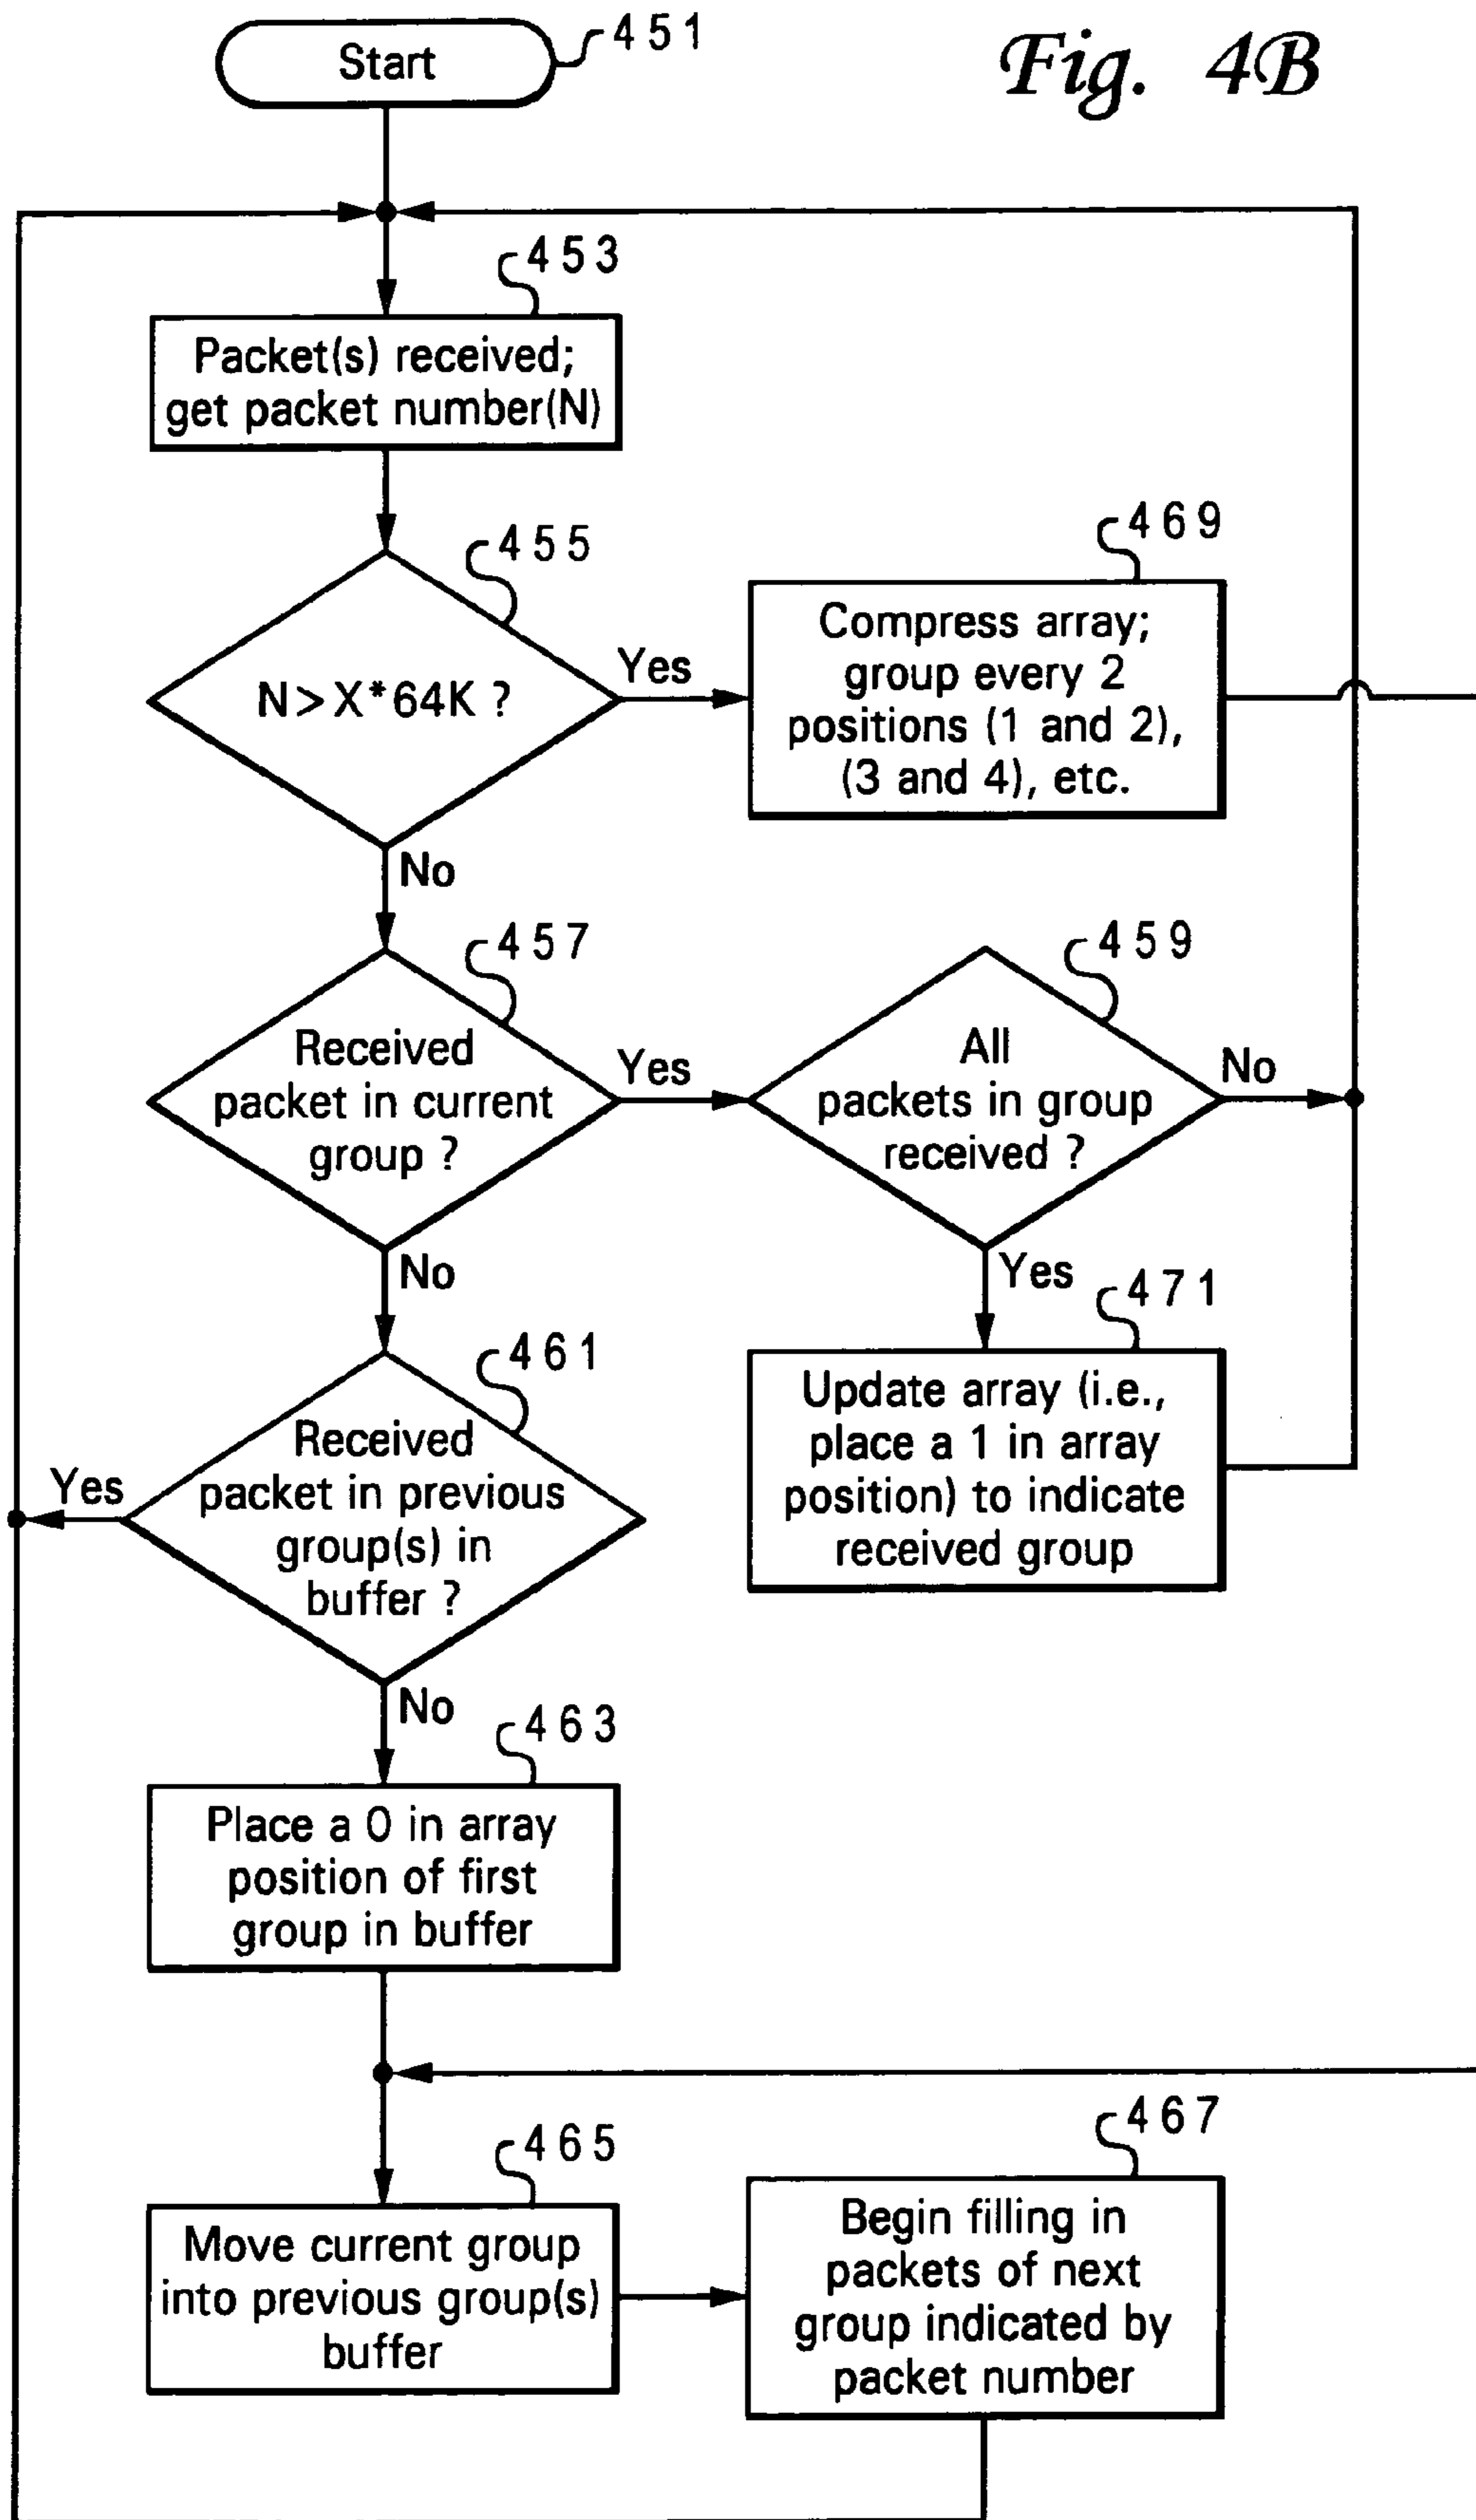 Fig. 4B
Start
451
453
Packet(s) received;
get packet number(N)
455
N>X*64K ?
Yes
No
469
Compress array;
group every 2
positions (1 and 2),
(3 and 4), etc.
457
Received
packet in current
group ?
Yes
No
459
All
packets in group
received ?
No
Yes
471
Update array (i.e.,
place a 1 in array
position) to indicate
received group
461
Received
packet in previous
group(s) in
buffer ?
Yes
No
463
Place a 0 in array
position of first
group in buffer
465
Move current group
into previous group(s)
buffer
467
Begin filling in
packets of next
group indicated by
packet number